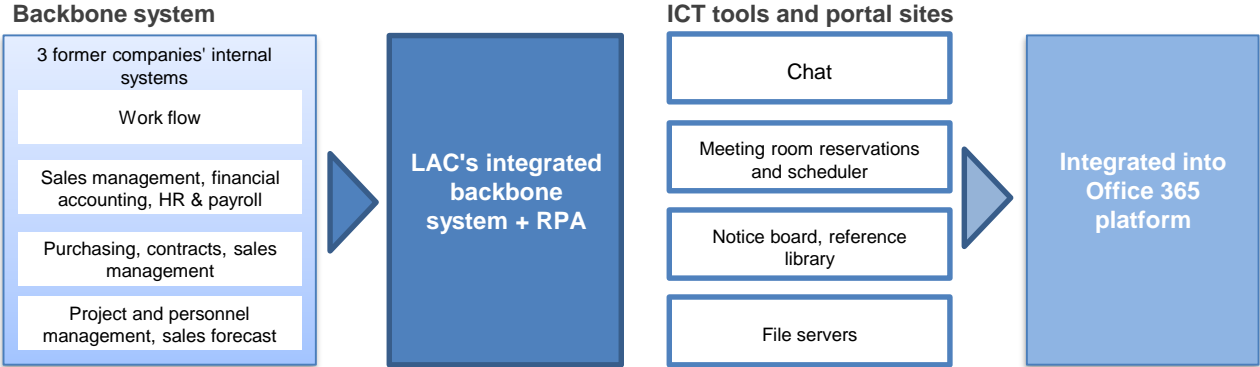 Backbone system
3 former companies' internal
systems
Work flow
Sales management, financial
accounting, HR & payroll
Purchasing, contracts, sales
management
Project and personnel
management, sales forecast
LAC's integrated
backbone
system + RPA
ICT tools and portal sites
Chat
Meeting room reservations
and scheduler
Notice board, reference
library
File servers
Integrated into
Office 365
platform